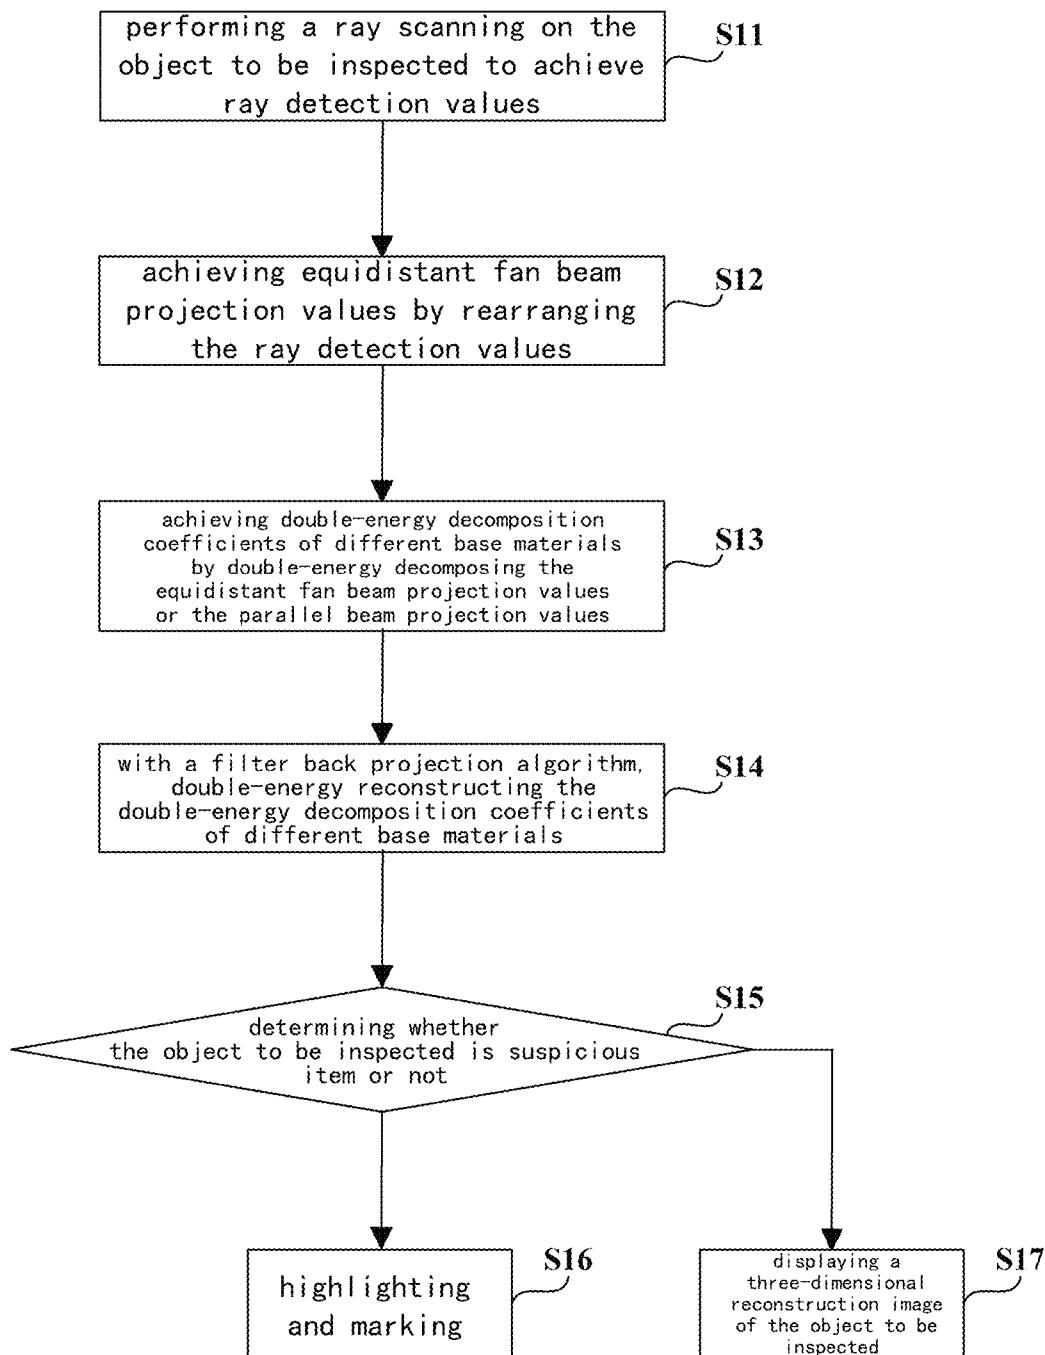 performing a ray scanning on the
object to be inspected to achieve
ray detection values
S11
achieving equidistant fan beam
projection values by rearranging
the ray detection values
S12
achieving double-energy decomposition
coefficients of different base materials
by double-energy decomposing the
equidistant fan beam projection values
or the parallel beam projection values
S13
with a filter back projection algorithm,
double-energy reconstructing the
double-energy decomposition coefficients
of different base materials
S14
determining whether
the object to be inspected is suspicious
item or not
S15
highlighting
and marking
S16
displaying a
three-dimensional
reconstruction image
of the object to be
inspected
S17